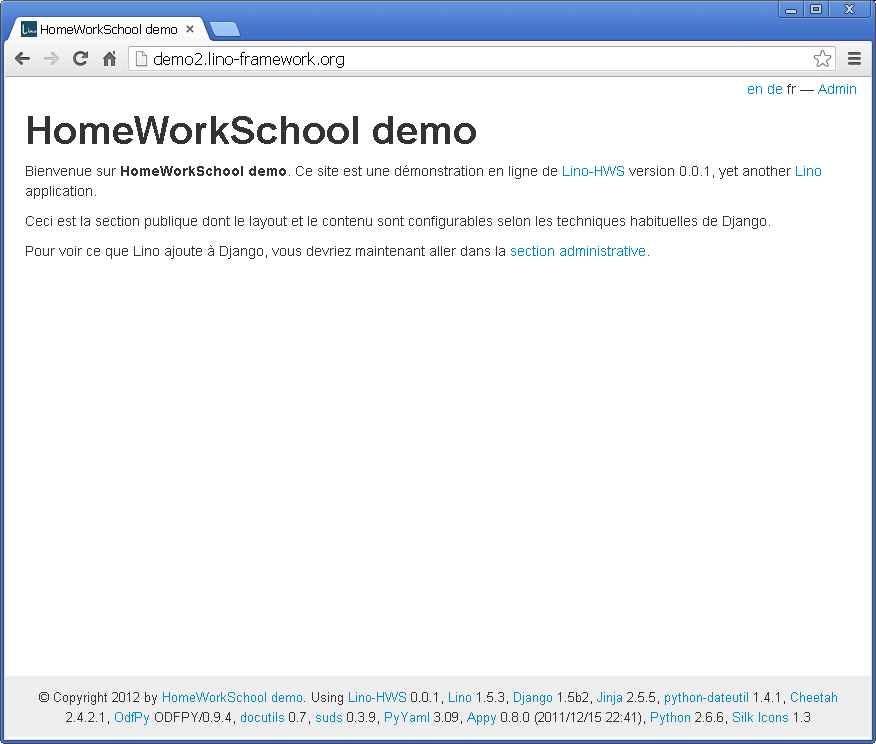 HomeWorkSchool demo
demo2.lino-framework.org
en de fr — Admin
HomeWorkSchool demo
Bienvenue sur HomeWorkSchool demo. Ce site est une démonstration en ligne de Lino-HWS version 0.0.1, yet another Lino
application.
Ceci est la section publique dont le layout et le contenu sont configurables selon les techniques habituelles de Django.
Pour voir ce que Lino ajoute à Django, vous devriez maintenant aller dans la section administrative.
© Copyright 2012 by HomeWorkSchool demo. Using Lino-HWS 0.0.1, Lino 1.5.3, Django 1.5b2, Jinja 2.5.5, python-dateutil 1.4.1, Cheetah
2.4.2.1, OdfPy ODFPY/0.9.4, docutils 0.7, suds 0.3.9, PyYaml 3.09, Appy 0.8.0 (2011/12/15 22:41), Python 2.6.6, Silk Icons 1.3